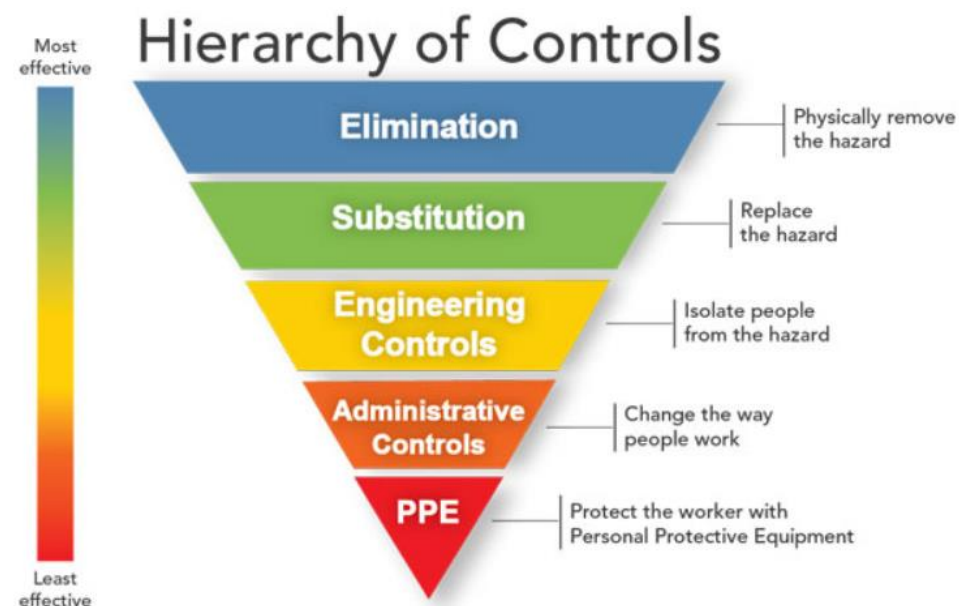 Hierarchy of Controls
Most
effective
Elimination
Physically remove
the hazard
Substitution
Replace
the hazard
Engineering
Controls
Isolate people
from the hazard
Administrative
Controls
Change the way
people work
PPE
Protect the worker with
Personal Protective Equipment
Least
effective